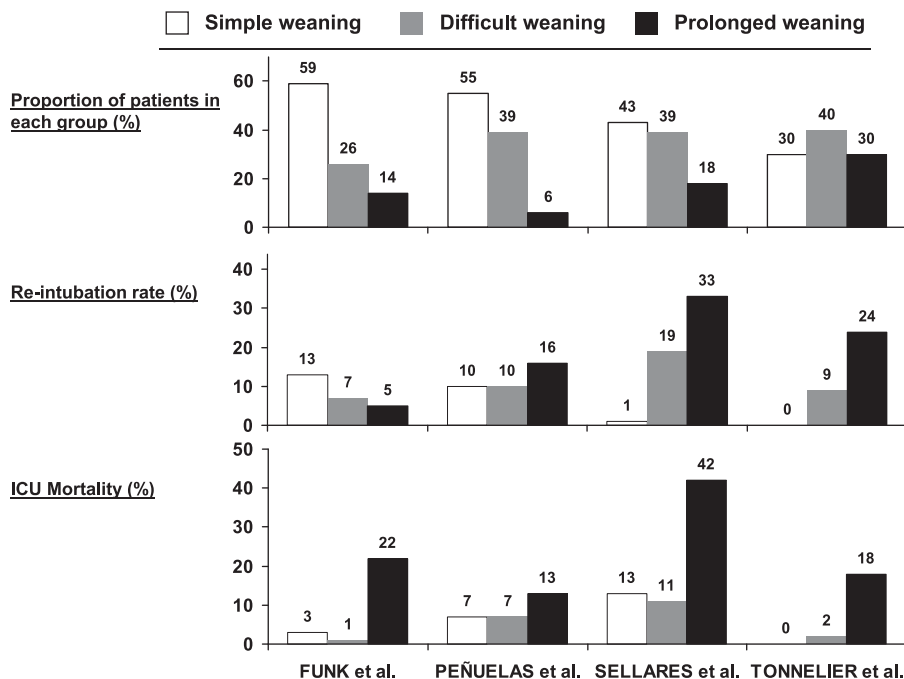 Simple weaning Difficult weaning Prolonged weaning
Proportion of patients in
each group (%)
60
40
20
0
59 26 14 55 39 6 43 39 18 30 40 30
Re-intubation rate (%)
40
30
20
10
0
13 7 5 10 10 16 1 19 33 0 9 24
ICU Mortality (%)
50
40
30
20
10
0
3 1 22 7 7 13 13 11 42 0 2 18
FUNK et al. PEÑUELAS et al. SELLARES et al. TONNELIER et al.